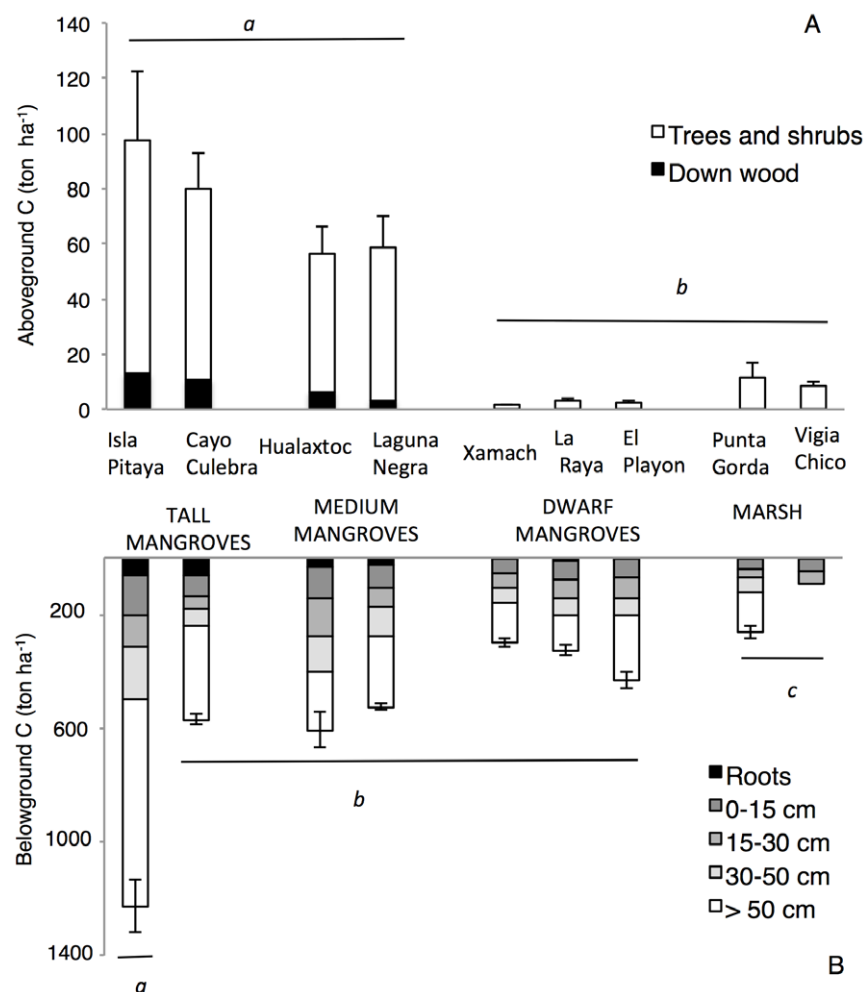 140
120
100
80
60
40
20
0
Aboveground C (ton ha⁻¹)
a
A
Trees and shrubs
Down wood
b
Isla
Pitaya
Cayo
Culebra
Hualaxtoc
Laguna
Negra
Xamach
La
Raya
El
Playon
Punta
Gorda
Vigia
Chico
TALL
MANGROVES
MEDIUM
MANGROVES
DWARF
MANGROVES
MARSH
200
600
1000
1400
Belowground C (ton ha⁻¹)
c
b
Roots
0-15 cm
15-30 cm
30-50 cm
> 50 cm
a
B